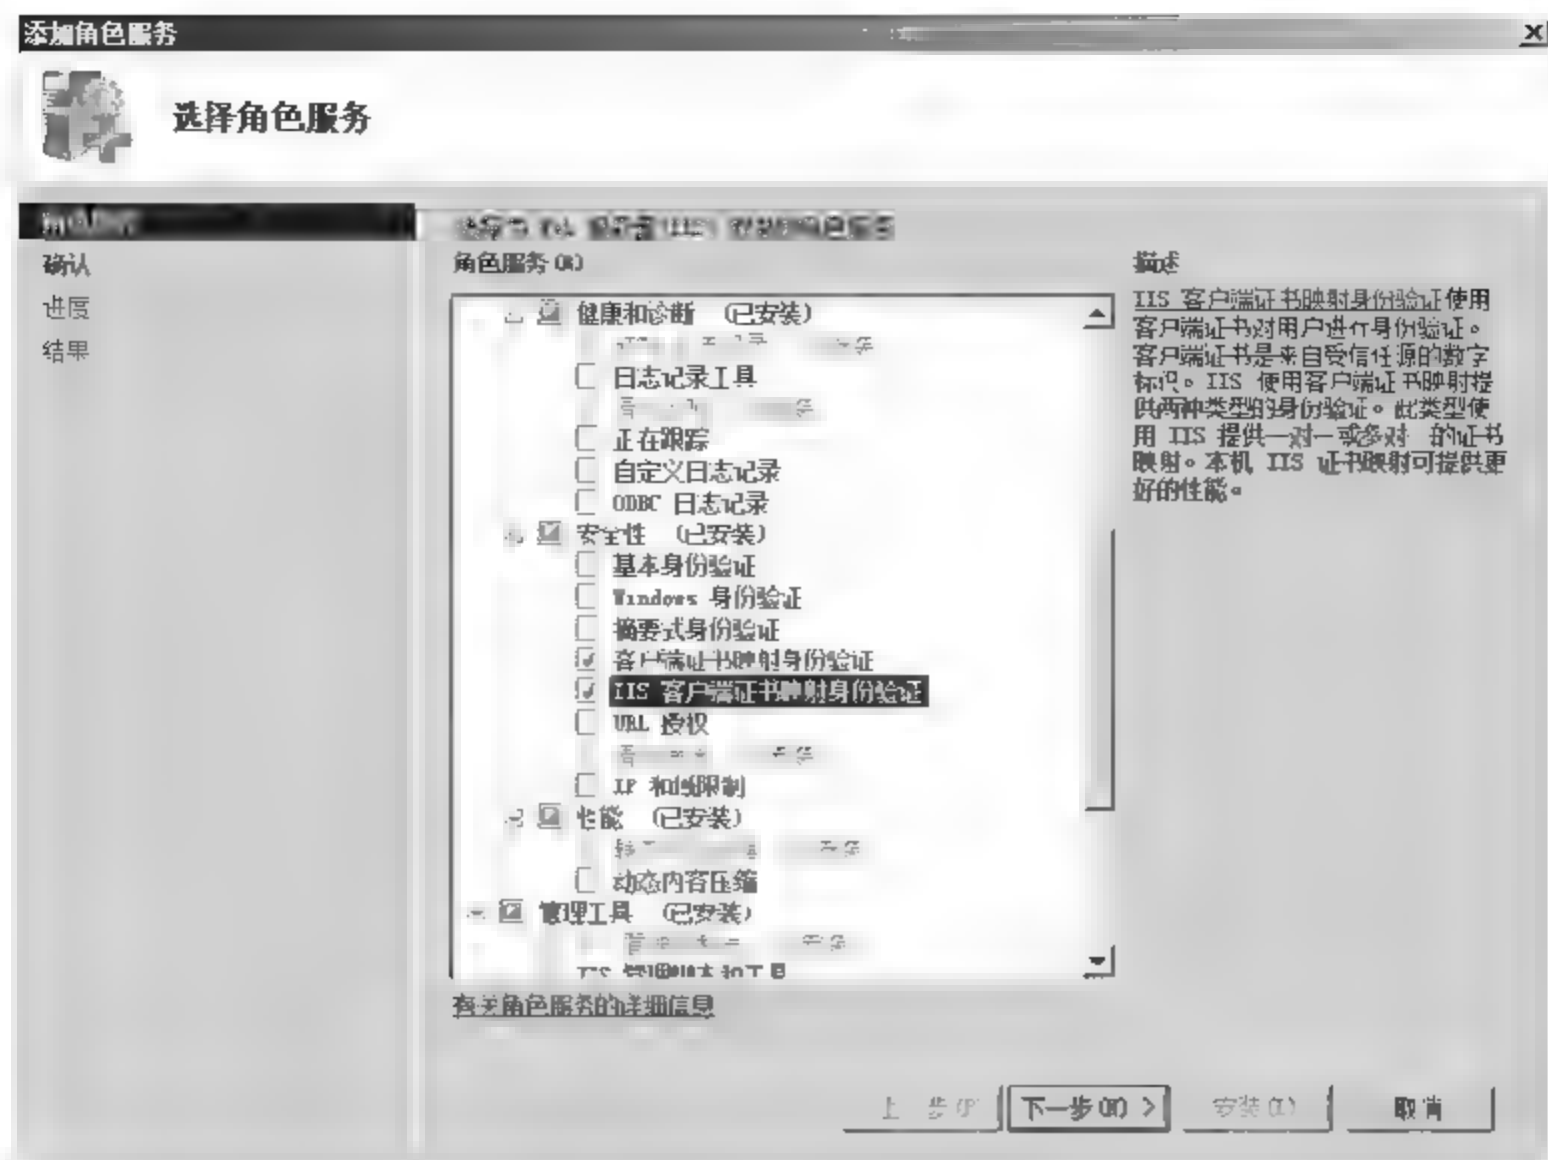 添加角色服务
选择角色服务
确认
进度
结果
角色服务(R)
健康和诊断 (已安装)
日志记录工具
正在跟踪
自定义日志记录
ODBC 日志记录
安全性 (已安装)
基本身份验证
Windows 身份验证
摘要式身份验证
客户端证书映射身份验证
IIS 客户端证书映射身份验证
URL 授权
IP 和域限制
性能 (已安装)
动态内容压缩
管理工具 (已安装)
IIS 管理脚本和工具
有关角色服务的详细信息
描述
IIS 客户端证书映射身份验证使用
客户端证书对用户进行身份验证。
客户端证书是来自受信任源的数字
标识。IIS 使用客户端证书映射提
供两种类型的身份验证。此类型使
用 IIS 提供一对一或多对 的证书
映射。本机 IIS 证书映射可提供更
好的性能。
上 步(P)
下一步(N) >
安装(I)
取消